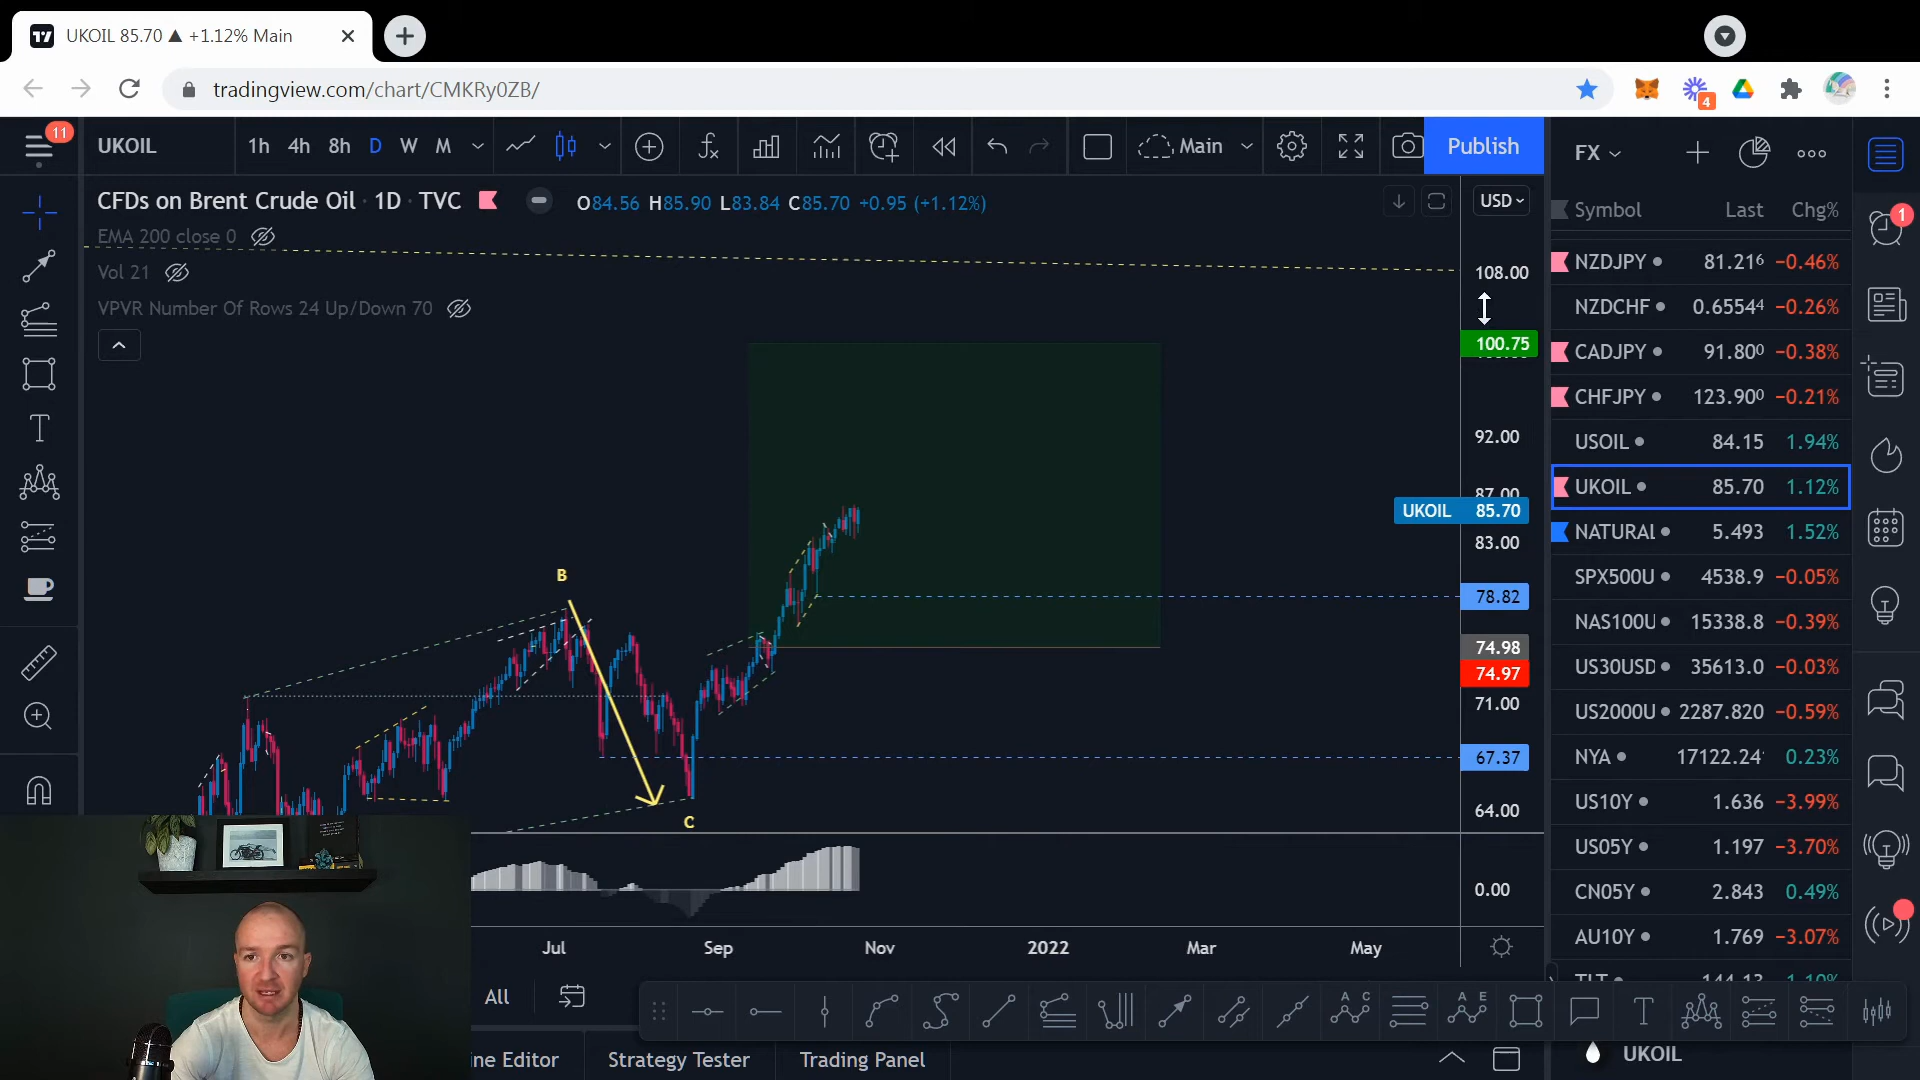 UKOIL 85.70 ▲ +1.12% Main
tradingview.com/chart/CMKRy0ZB/
4
11
UKOIL 1h 4h 8h D W M Main Publish
FX
CFDs on Brent Crude Oil · 1D · TVC O84.56 H85.90 L83.84 C85.70 +0.95 (+1.12%) USD
EMA 200 close 0
Vol 21
VPVR Number Of Rows 24 Up/Down 70
108.00
100.75
92.00
87.00
UKOIL 85.70
83.00
78.82
74.98
74.97
71.00
67.37
64.00
0.00
B
C
Jul Sep Nov 2022 Mar May
All
ine Editor Strategy Tester Trading Panel
T
A C
A E
T
Symbol Last Chg%
NZDJPY 81.216 −0.46%
NZDCHF 0.65544 −0.26%
CADJPY 91.800 −0.38%
CHFJPY 123.900 −0.21%
USOIL 84.15 1.94%
UKOIL 85.70 1.12%
NATURAL 5.493 1.52%
SPX500U 4538.9 −0.05%
NAS100U 15338.8 −0.39%
US30USD 35613.0 −0.03%
US2000U 2287.820 −0.59%
NYA 17122.24 0.23%
US10Y 1.636 −3.99%
US05Y 1.197 −3.70%
CN05Y 2.843 0.49%
AU10Y 1.769 −3.07%
UKOIL
1